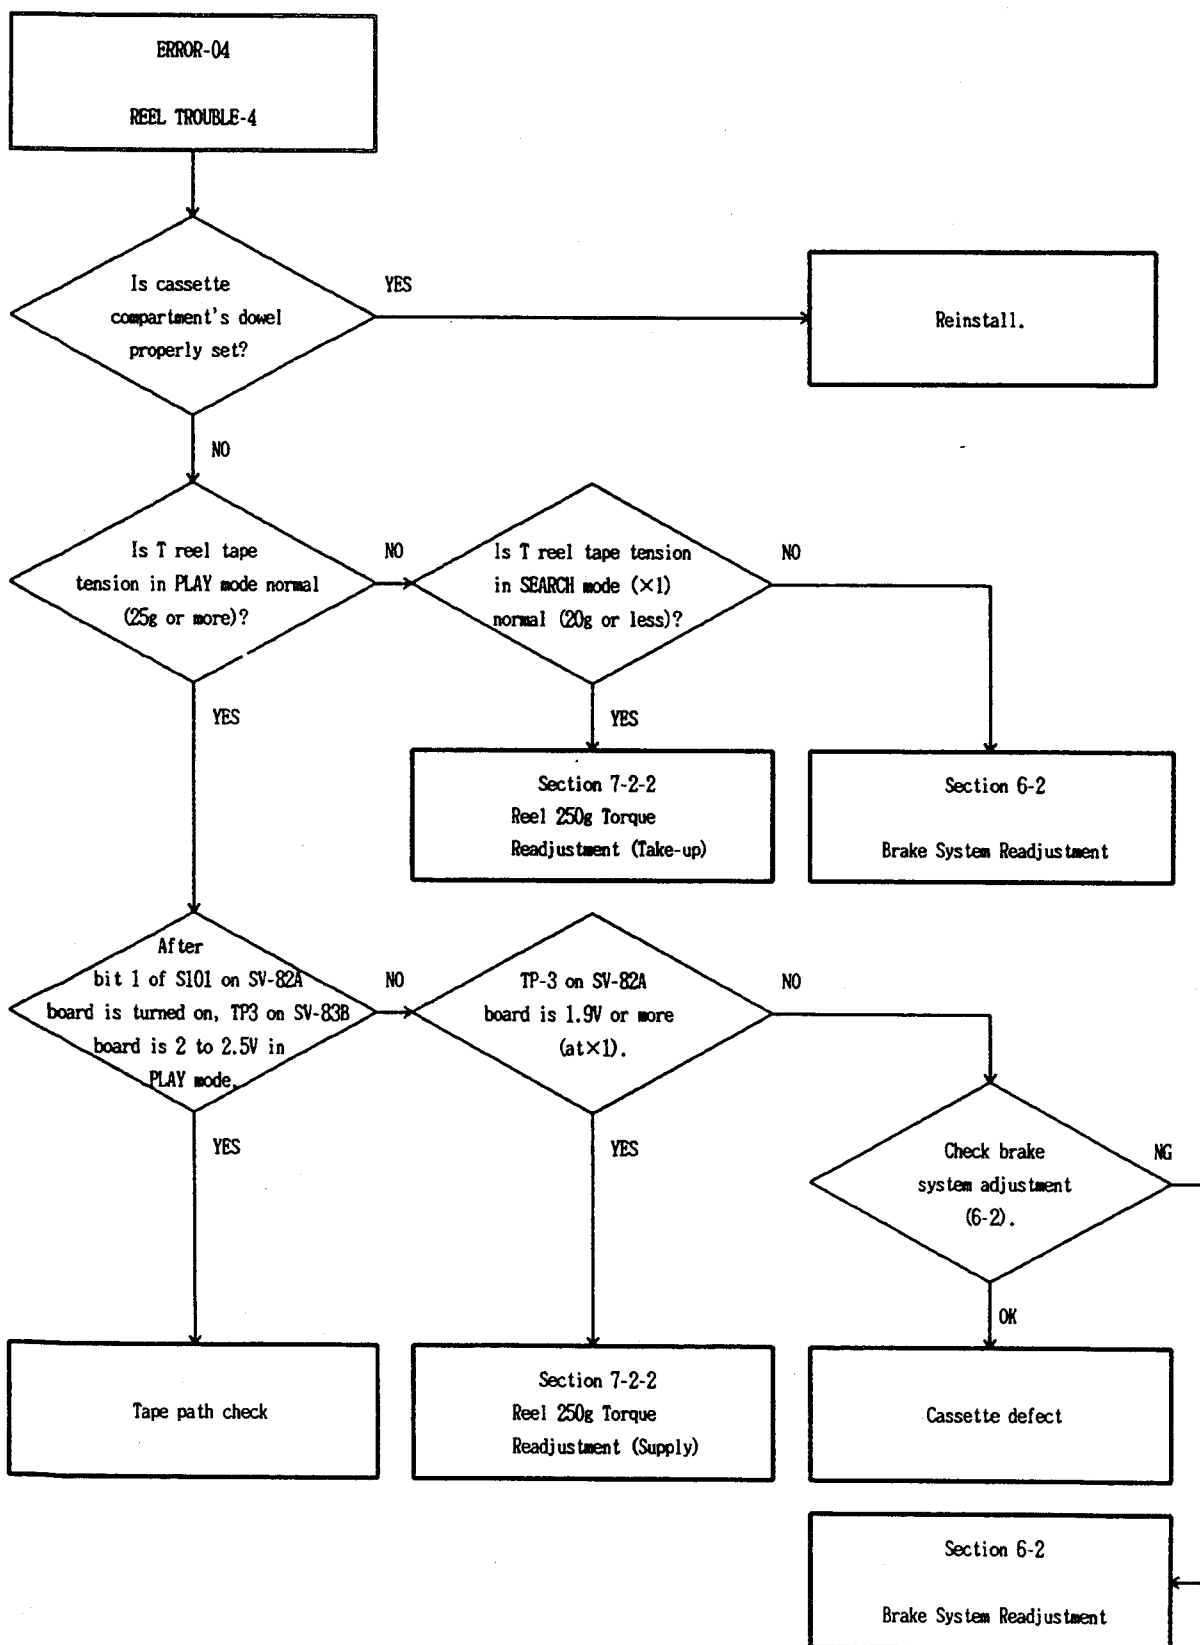 ERROR-04
REEL TROUBLE-4
Is cassette
compartment's dowel
properly set?
YES
Reinstall.
NO
Is T reel tape
tension in PLAY mode normal
(25g or more)?
NO
Is T reel tape tension
in SEARCH mode (×1)
normal (20g or less)?
NO
YES
YES
Section 7-2-2
Reel 250g Torque
Readjustment (Take-up)
Section 6-2
Brake System Readjustment
After
bit 1 of S101 on SV-82A
board is turned on, TP3 on SV-83B
board is 2 to 2.5V in
PLAY mode.
NO
TP-3 on SV-82A
board is 1.9V or more
(at×1).
NO
YES
YES
Check brake
system adjustment
(6-2).
NG
OK
Tape path check
Section 7-2-2
Reel 250g Torque
Readjustment (Supply)
Cassette defect
Section 6-2
Brake System Readjustment